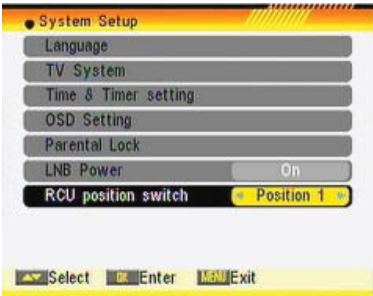 System Setup
Language
TV System
Time & Timer setting
OSD Setting
Parental Lock
LNB Power On
RCU position switch Position 1
Select OK Enter MENU Exit